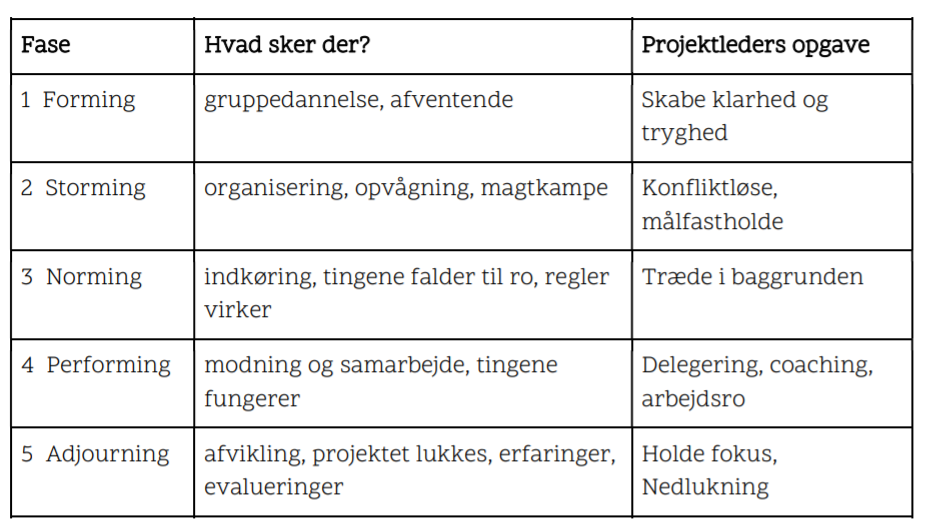 Fase Hvad sker der? Projektleders opgave
1 Forming gruppedannelse, afventende Skabe klarhed og
tryghed
2 Storming organisering, opvågning, magtkampe Konfliktløse,
målfastholde
3 Norming indkøring, tingene falder til ro, regler Træde i baggrunden
virker
4 Performing modning og samarbejde, tingene Delegering, coaching,
fungerer arbejdsro
5 Adjourning afvikling, projektet lukkes, erfaringer, Holde fokus,
evalueringer Nedlukning